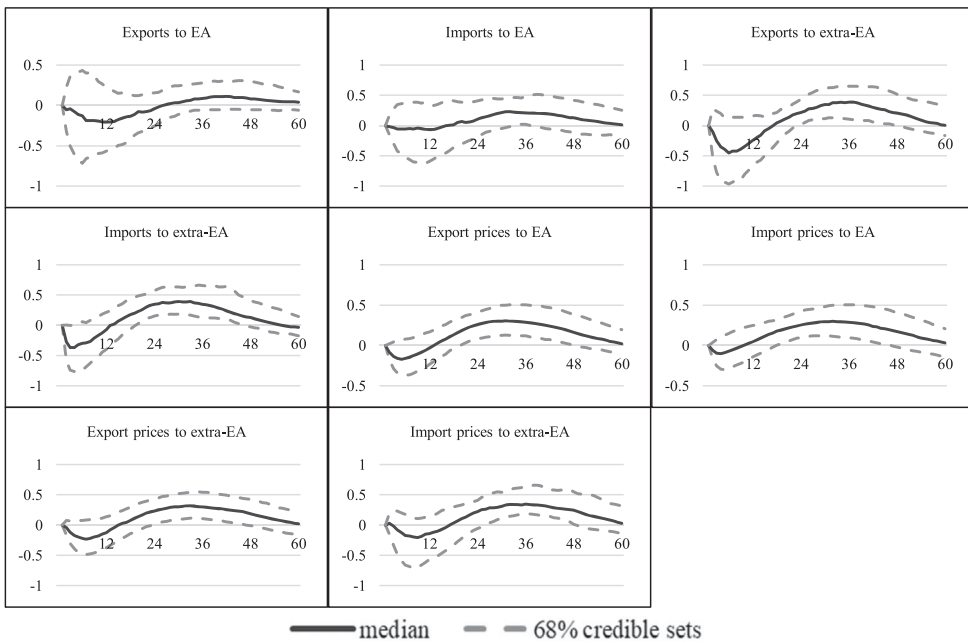 Exports to EA
0.5
0
-0.5
-1
12 24 36 48 60
Imports to EA
1
0.5
0
-0.5
-1
12 24 36 48 60
Exports to extra-EA
1
0.5
0
-0.5
-1
12 24 36 48 60
Imports to extra-EA
1
0.5
0
-0.5
-1
12 24 36 48 60
Export prices to EA
1
0.5
0
-0.5
12 24 36 48 60
Import prices to EA
1
0.5
0
-0.5
12 24 36 48 60
Export prices to extra-EA
1
0.5
0
-0.5
-1
12 24 36 48 60
Import prices to extra-EA
1
0.5
0
-0.5
-1
12 24 36 48 60
median 68% credible sets